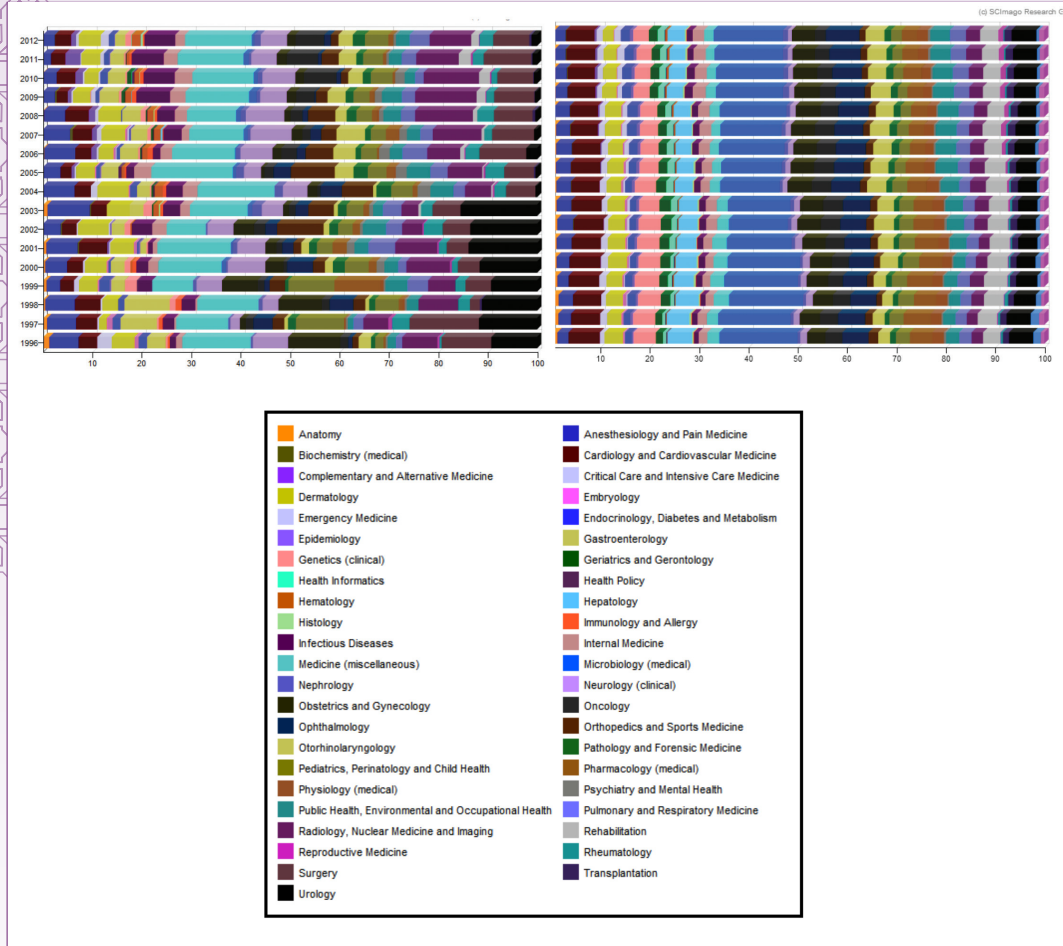 (c) SCImago Research G
2012
2011
2010
2009
2008
2007
2006
2005
2004
2003
2002
2001
2000
1999
1998
1997
1996
10 20 30 40 50 60 70 80 90 100
10 20 30 40 50 60 70 80 90 100
Anatomy
Biochemistry (medical)
Complementary and Alternative Medicine
Dermatology
Emergency Medicine
Epidemiology
Genetics (clinical)
Health Informatics
Hematology
Histology
Infectious Diseases
Medicine (miscellaneous)
Nephrology
Obstetrics and Gynecology
Ophthalmology
Otorhinolaryngology
Pediatrics, Perinatology and Child Health
Physiology (medical)
Public Health, Environmental and Occupational Health
Radiology, Nuclear Medicine and Imaging
Reproductive Medicine
Surgery
Urology
Anesthesiology and Pain Medicine
Cardiology and Cardiovascular Medicine
Critical Care and Intensive Care Medicine
Embryology
Endocrinology, Diabetes and Metabolism
Gastroenterology
Geriatrics and Gerontology
Health Policy
Hepatology
Immunology and Allergy
Internal Medicine
Microbiology (medical)
Neurology (clinical)
Oncology
Orthopedics and Sports Medicine
Pathology and Forensic Medicine
Pharmacology (medical)
Psychiatry and Mental Health
Pulmonary and Respiratory Medicine
Rehabilitation
Rheumatology
Transplantation